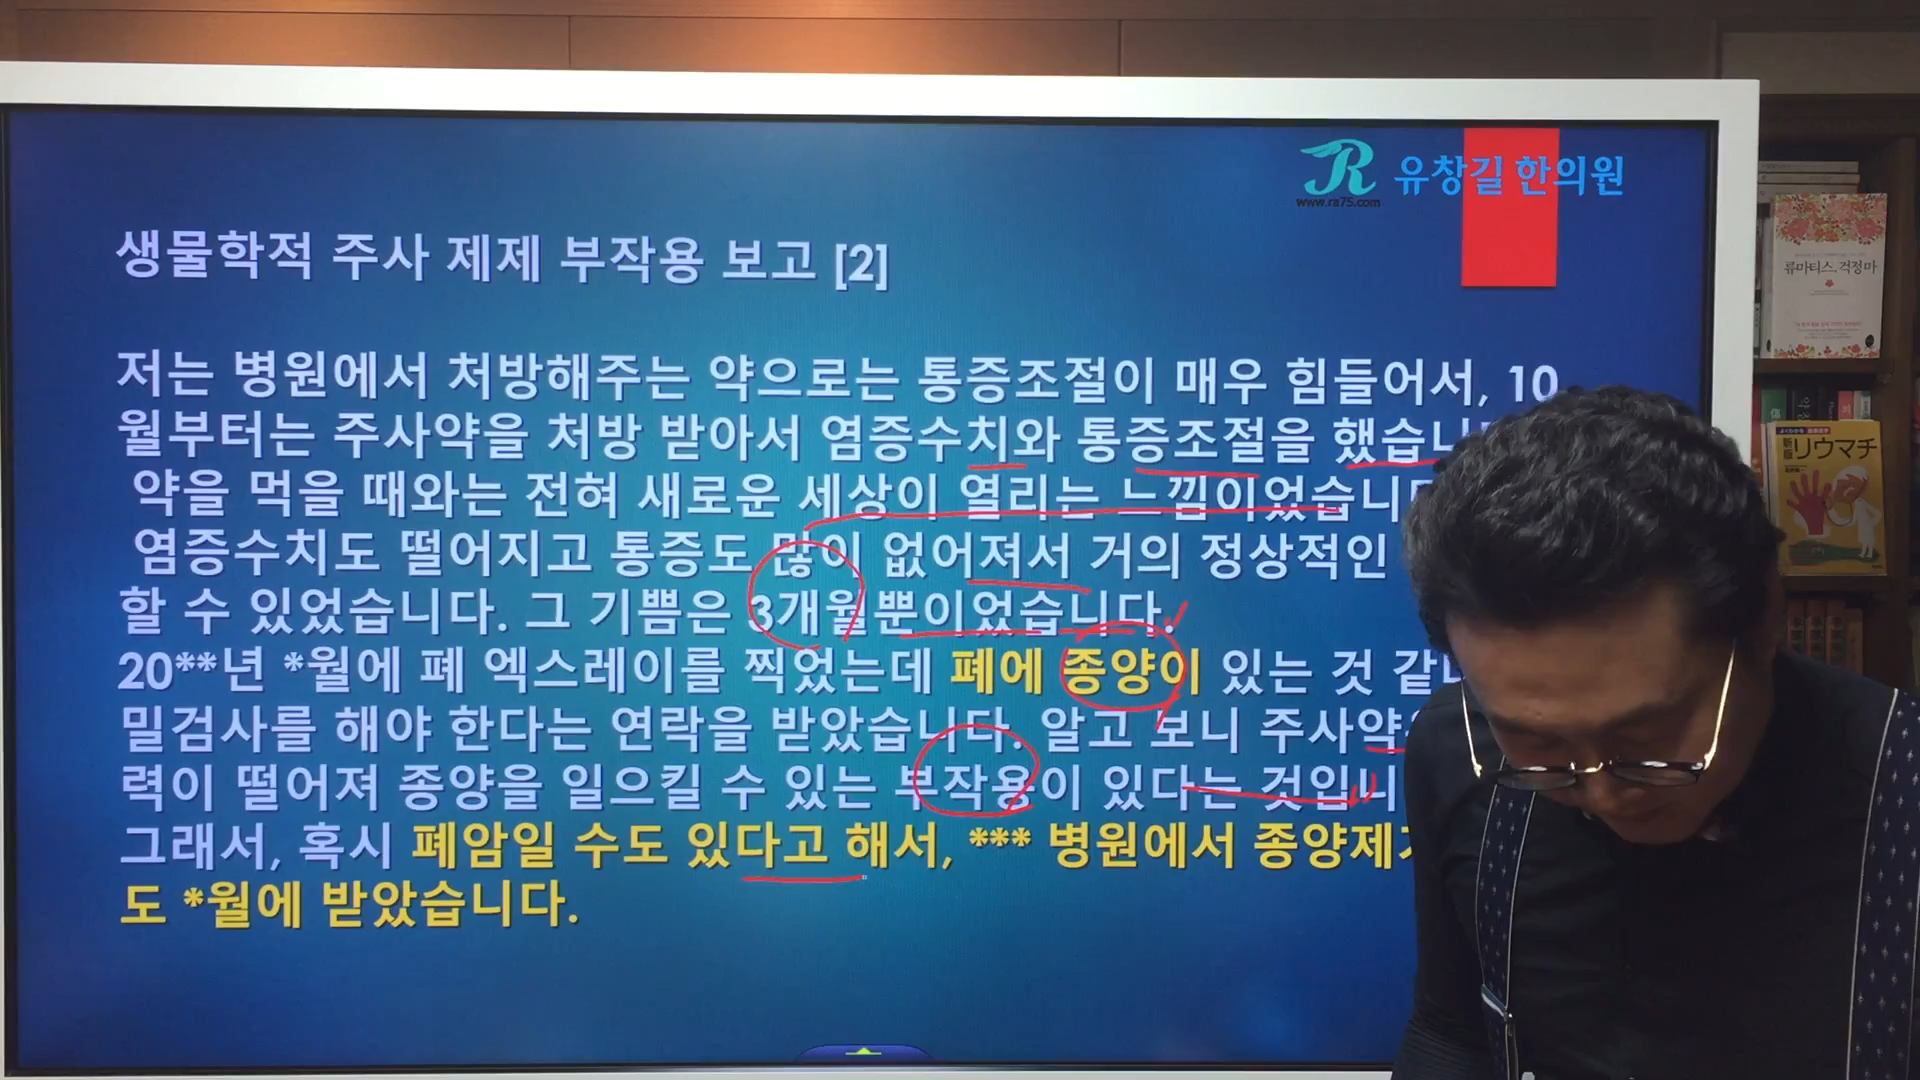 유창길 한의원
www.ra75.com
생물학적 주사 제제 부작용 보고 [2]
저는 병원에서 처방해주는 약으로는 통증조절이 매우 힘들어서, 10
월부터는 주사약을 처방 받아서 염증수치와 통증조절을 했습니
약을 먹을 때와는 전혀 새로운 세상이 열리는 느낌이었습니
염증수치도 떨어지고 통증도 많이 없어져서 거의 정상적인
할 수 있었습니다. 그 기쁨은 3개월뿐이었습니다.
20**년 *월에 폐 엑스레이를 찍었는데 폐에 종양이 있는 것 같
밀검사를 해야 한다는 연락을 받았습니다. 알고 보니 주사약
력이 떨어져 종양을 일으킬 수 있는 부작용이 있다는 것입니
그래서, 혹시 폐암일 수도 있다고 해서, *** 병원에서 종양제
도 *월에 받았습니다.
류마티스, 걱정마
リウマチ